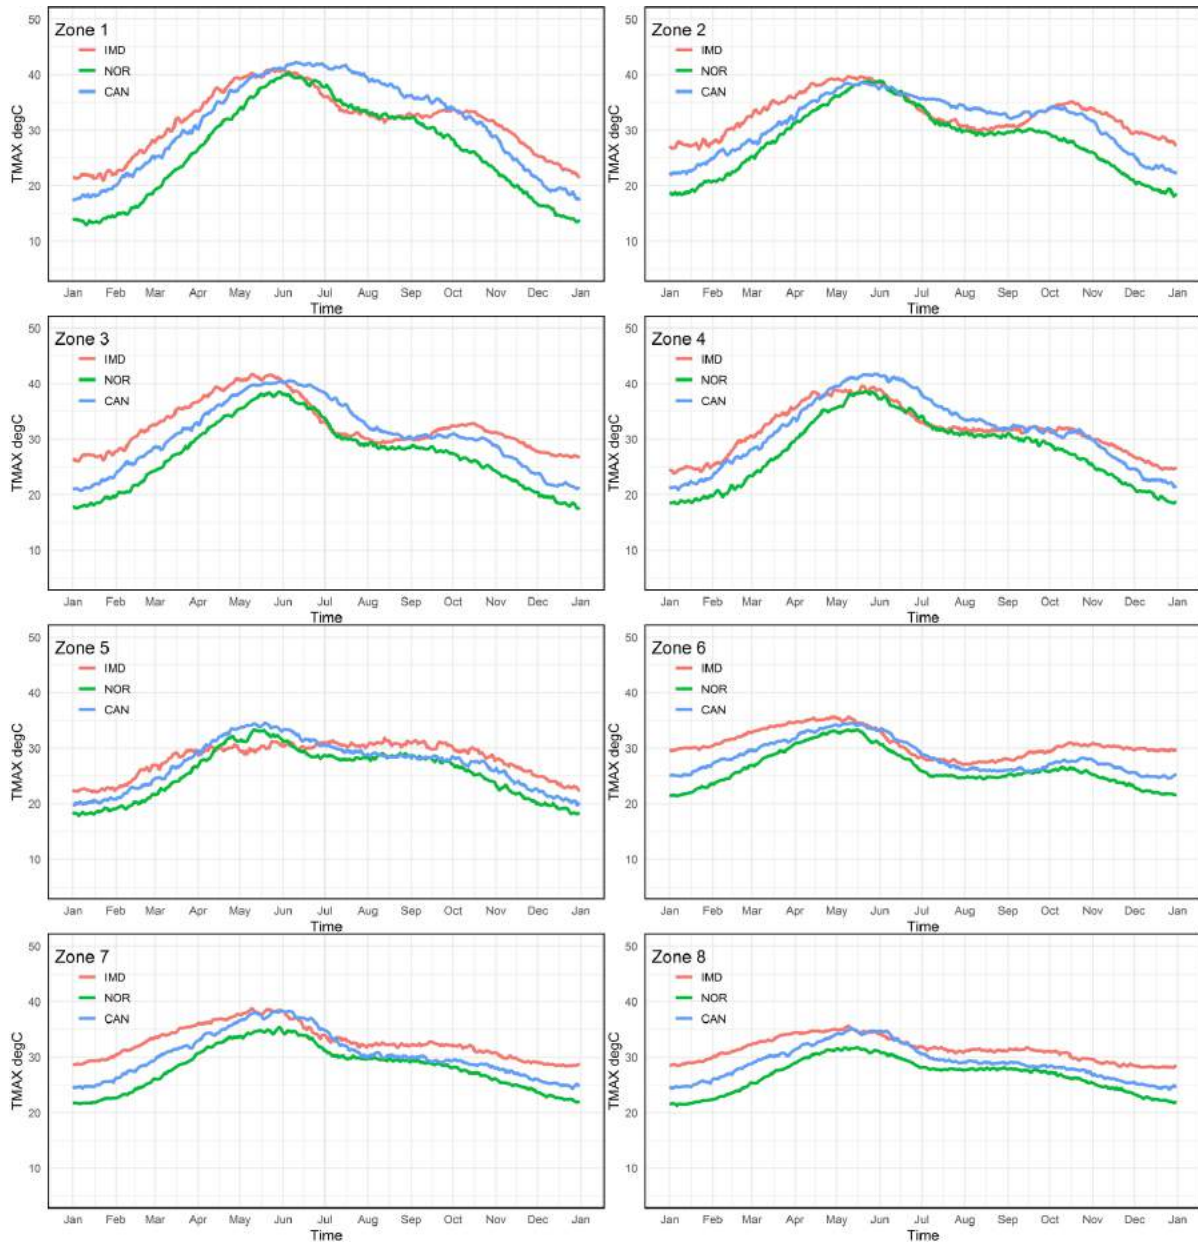 Zone 1
IMD
NOR
CAN
TMAX degC
50
40
30
20
10
Jan Feb Mar Apr May Jun Jul Aug Sep Oct Nov Dec Jan
Time
Zone 2
IMD
NOR
CAN
TMAX degC
50
40
30
20
10
Jan Feb Mar Apr May Jun Jul Aug Sep Oct Nov Dec Jan
Time
Zone 3
IMD
NOR
CAN
TMAX degC
50
40
30
20
10
Jan Feb Mar Apr May Jun Jul Aug Sep Oct Nov Dec Jan
Time
Zone 4
IMD
NOR
CAN
TMAX degC
50
40
30
20
10
Jan Feb Mar Apr May Jun Jul Aug Sep Oct Nov Dec Jan
Time
Zone 5
IMD
NOR
CAN
TMAX degC
50
40
30
20
10
Jan Feb Mar Apr May Jun Jul Aug Sep Oct Nov Dec Jan
Time
Zone 6
IMD
NOR
CAN
TMAX degC
50
40
30
20
10
Jan Feb Mar Apr May Jun Jul Aug Sep Oct Nov Dec Jan
Time
Zone 7
IMD
NOR
CAN
TMAX degC
50
40
30
20
10
Jan Feb Mar Apr May Jun Jul Aug Sep Oct Nov Dec Jan
Time
Zone 8
IMD
NOR
CAN
TMAX degC
50
40
30
20
10
Jan Feb Mar Apr May Jun Jul Aug Sep Oct Nov Dec Jan
Time